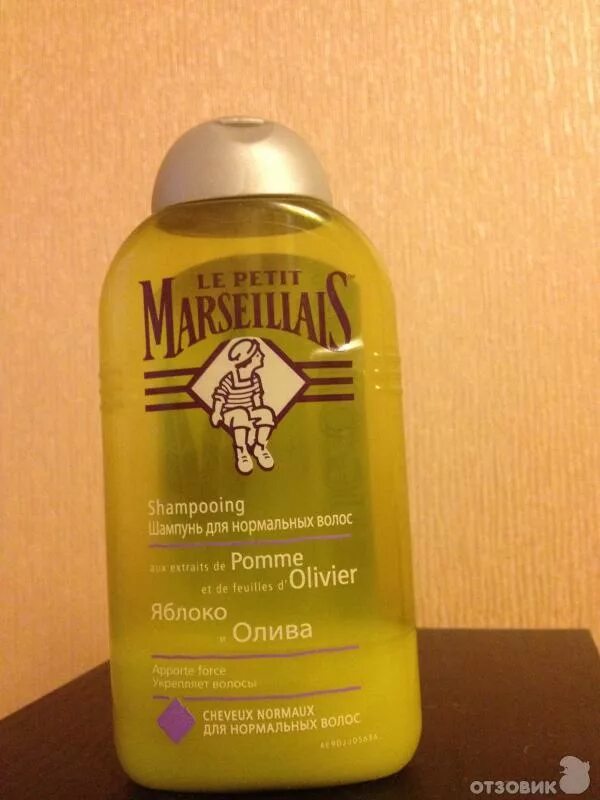 LE PETIT
MARSEILLAIS
Shampooing
Шампунь для нормальных волос
aux extraits de Pomme
et de feuilles d'Olivier
Яблоко
и Олива
Apporte force
Укрепляет волосы
CHEVEUX NORMAUX
ДЛЯ НОРМАЛЬНЫХ ВОЛОС
ОТЗОВИК